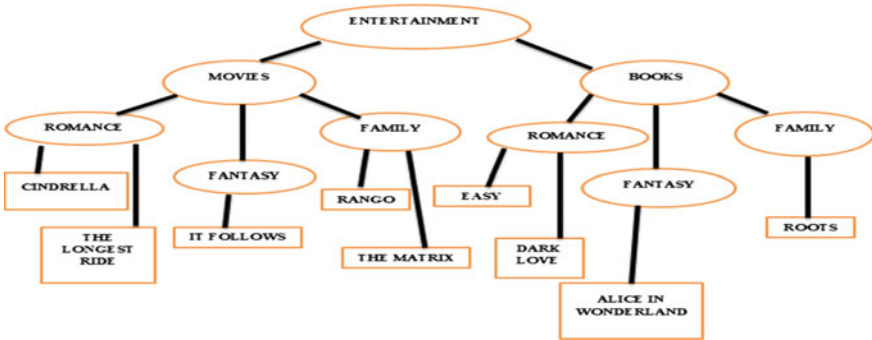 ENTERTAINMENT
MOVIES
BOOKS
ROMANCE
FAMILY
ROMANCE
FAMILY
FANTASY
FANTASY
CINDRELLA
RANGO
EASY
THE
LONGEST
RIDE
IT FOLLOWS
THE MATRIX
DARK
LOVE
ROOTS
ALICE IN
WONDERLAND